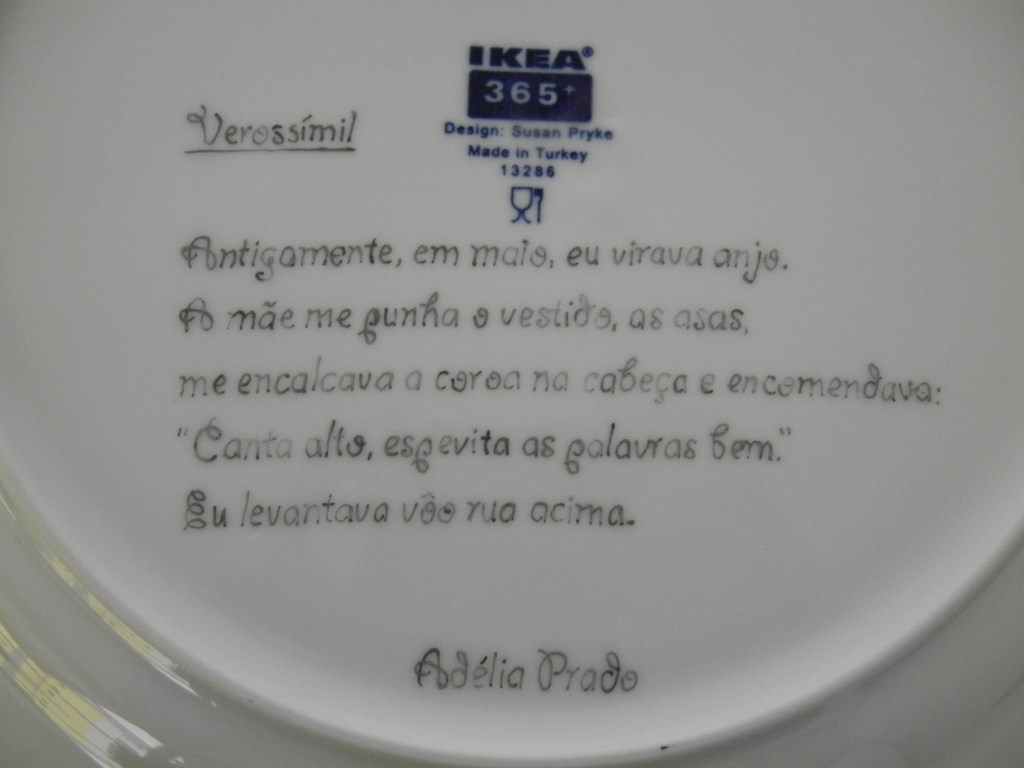 IKEA®
365+
Design: Susan Pryke
Made in Turkey
13286
Verossímil
Antigamente, em maio, eu virava anjo.
A mãe me punha o vestido, as asas,
me encalcava a coroa na cabeça e encomendava:
"Canta alto, espevita as palavras bem."
Eu levantava vôo rua acima.
Adélia Prado